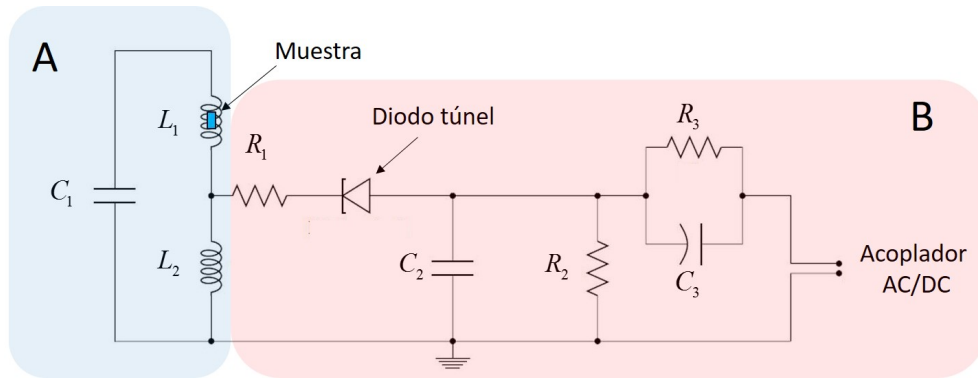 A
Muestra
L1
R1
Diodo túnel
R3
B
C1
L2
C2
R2
C3
Acoplador
AC/DC